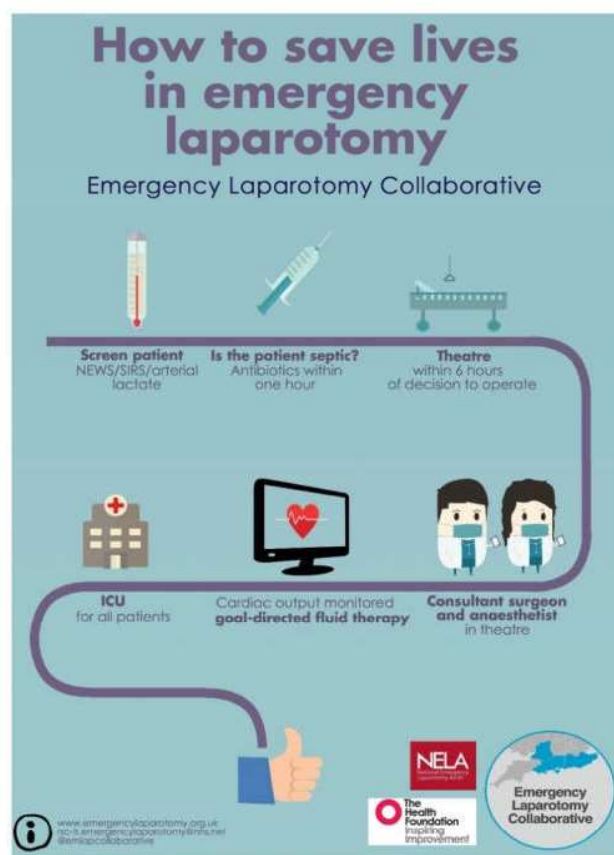 How to save lives
in emergency
laparotomy
Emergency Laparotomy Collaborative
Screen patient
NEWS/SIRS/arterial
lactate
Is the patient septic?
Antibiotics within
one hour
Theatre
within 6 hours
of decision to operate
ICU
for all patients
Cardiac output monitored
goal-directed fluid therapy
Consultant surgeon
and anaesthetist
in theatre
NELA
National Emergency
Laparotomy Audit
The
Health
Foundation
Inspiring
Improvement
Emergency
Laparotomy
Collaborative
www.emergencylaparotomy.org.uk
@emlapcollaborative